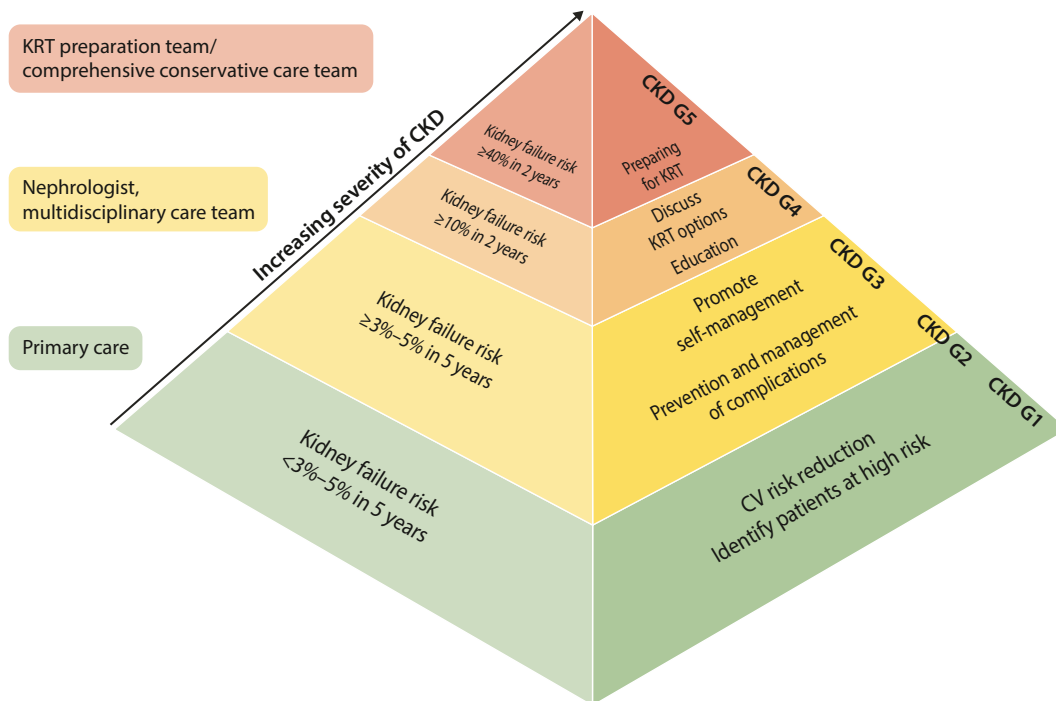 KRT preparation team/
comprehensive conservative care team
Nephrologist,
multidisciplinary care team
Primary care
Increasing severity of CKD
Kidney failure risk
≥40% in 2 years
Kidney failure risk
≥10% in 2 years
Kidney failure risk
≥3%–5% in 5 years
Kidney failure risk
<3%–5% in 5 years
CKD G5
Preparing
for KRT
CKD G4
Discuss
KRT options
Education
CKD G3
Promote
self-management
Prevention and management
of complications
CKD G2
CKD G1
CV risk reduction
Identify patients at high risk